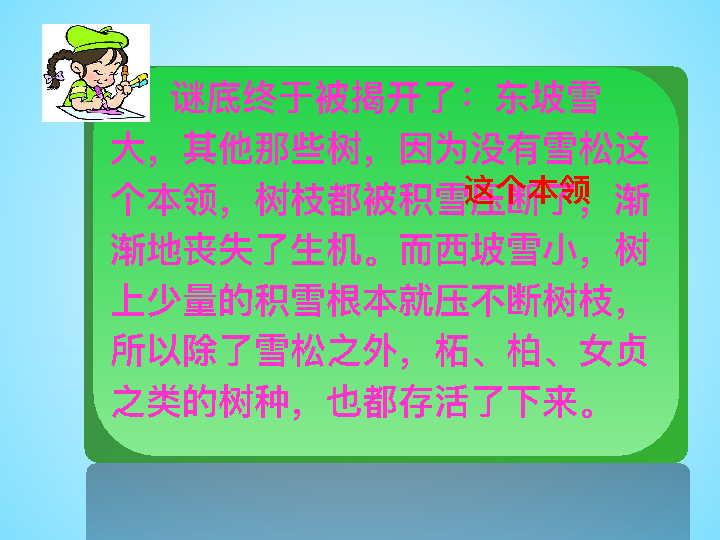 谜底终于被揭开了：东坡雪
大，其他那些树，因为没有雪松这
个本领，树枝都被积雪压断了，渐
这个本领
渐地丧失了生机。而西坡雪小，树
上少量的积雪根本就压不断树枝，
所以除了雪松之外，柘、柏、女贞
之类的树种，也都存活了下来。